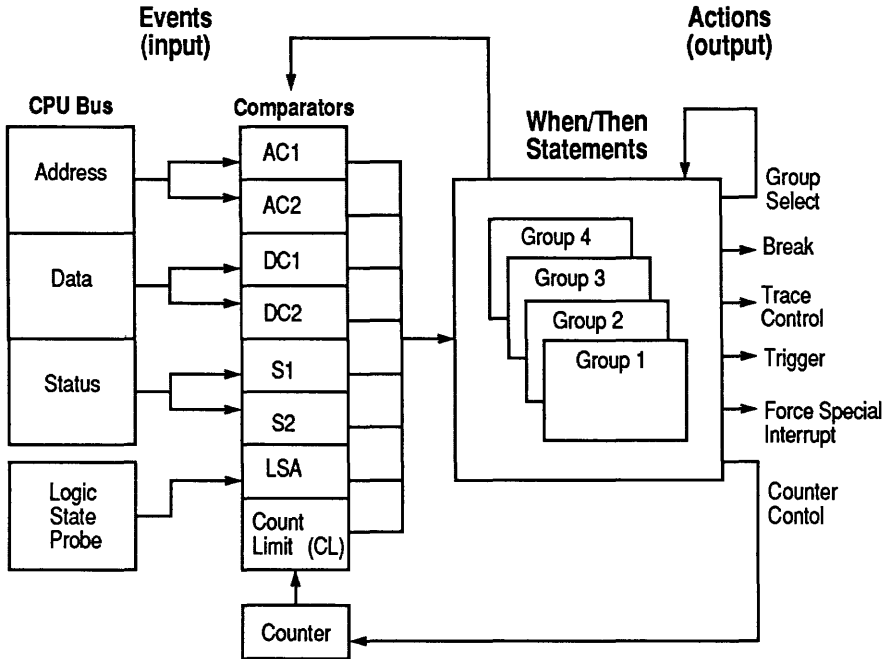 Events
(input)
Actions
(output)
CPU Bus
Comparators
When/Then
Statements
Address
Data
Status
Logic
State
Probe
AC1
AC2
DC1
DC2
S1
S2
LSA
Count
Limit (CL)
Counter
Group 4
Group 3
Group 2
Group 1
Group
Select
Break
Trace
Control
Trigger
Force Special
Interrupt
Counter
Contol